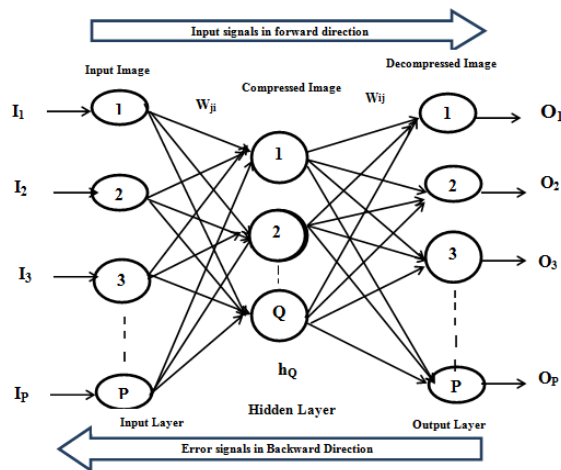 Input signals in forward direction
Input Image
Compressed Image
Decompressed Image
Wji
Wij
I1
1
1
1
O1
I2
2
2
2
O2
I3
3
Q
3
O3
hQ
IP
P
P
OP
Input Layer
Hidden Layer
Output Layer
Error signals in Backward Direction